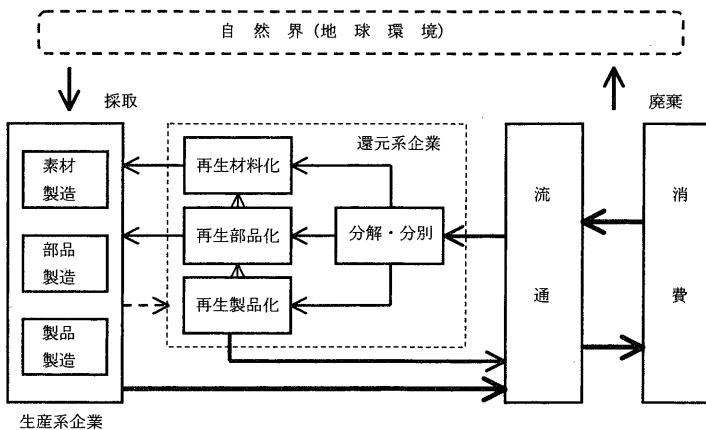 自然界(地球環境)
採取
廃棄
還元系企業
素材
製造
部品
製造
製品
製造
再生材料化
再生部品化
再生製品化
分解・分別
流
通
消
費
生産系企業